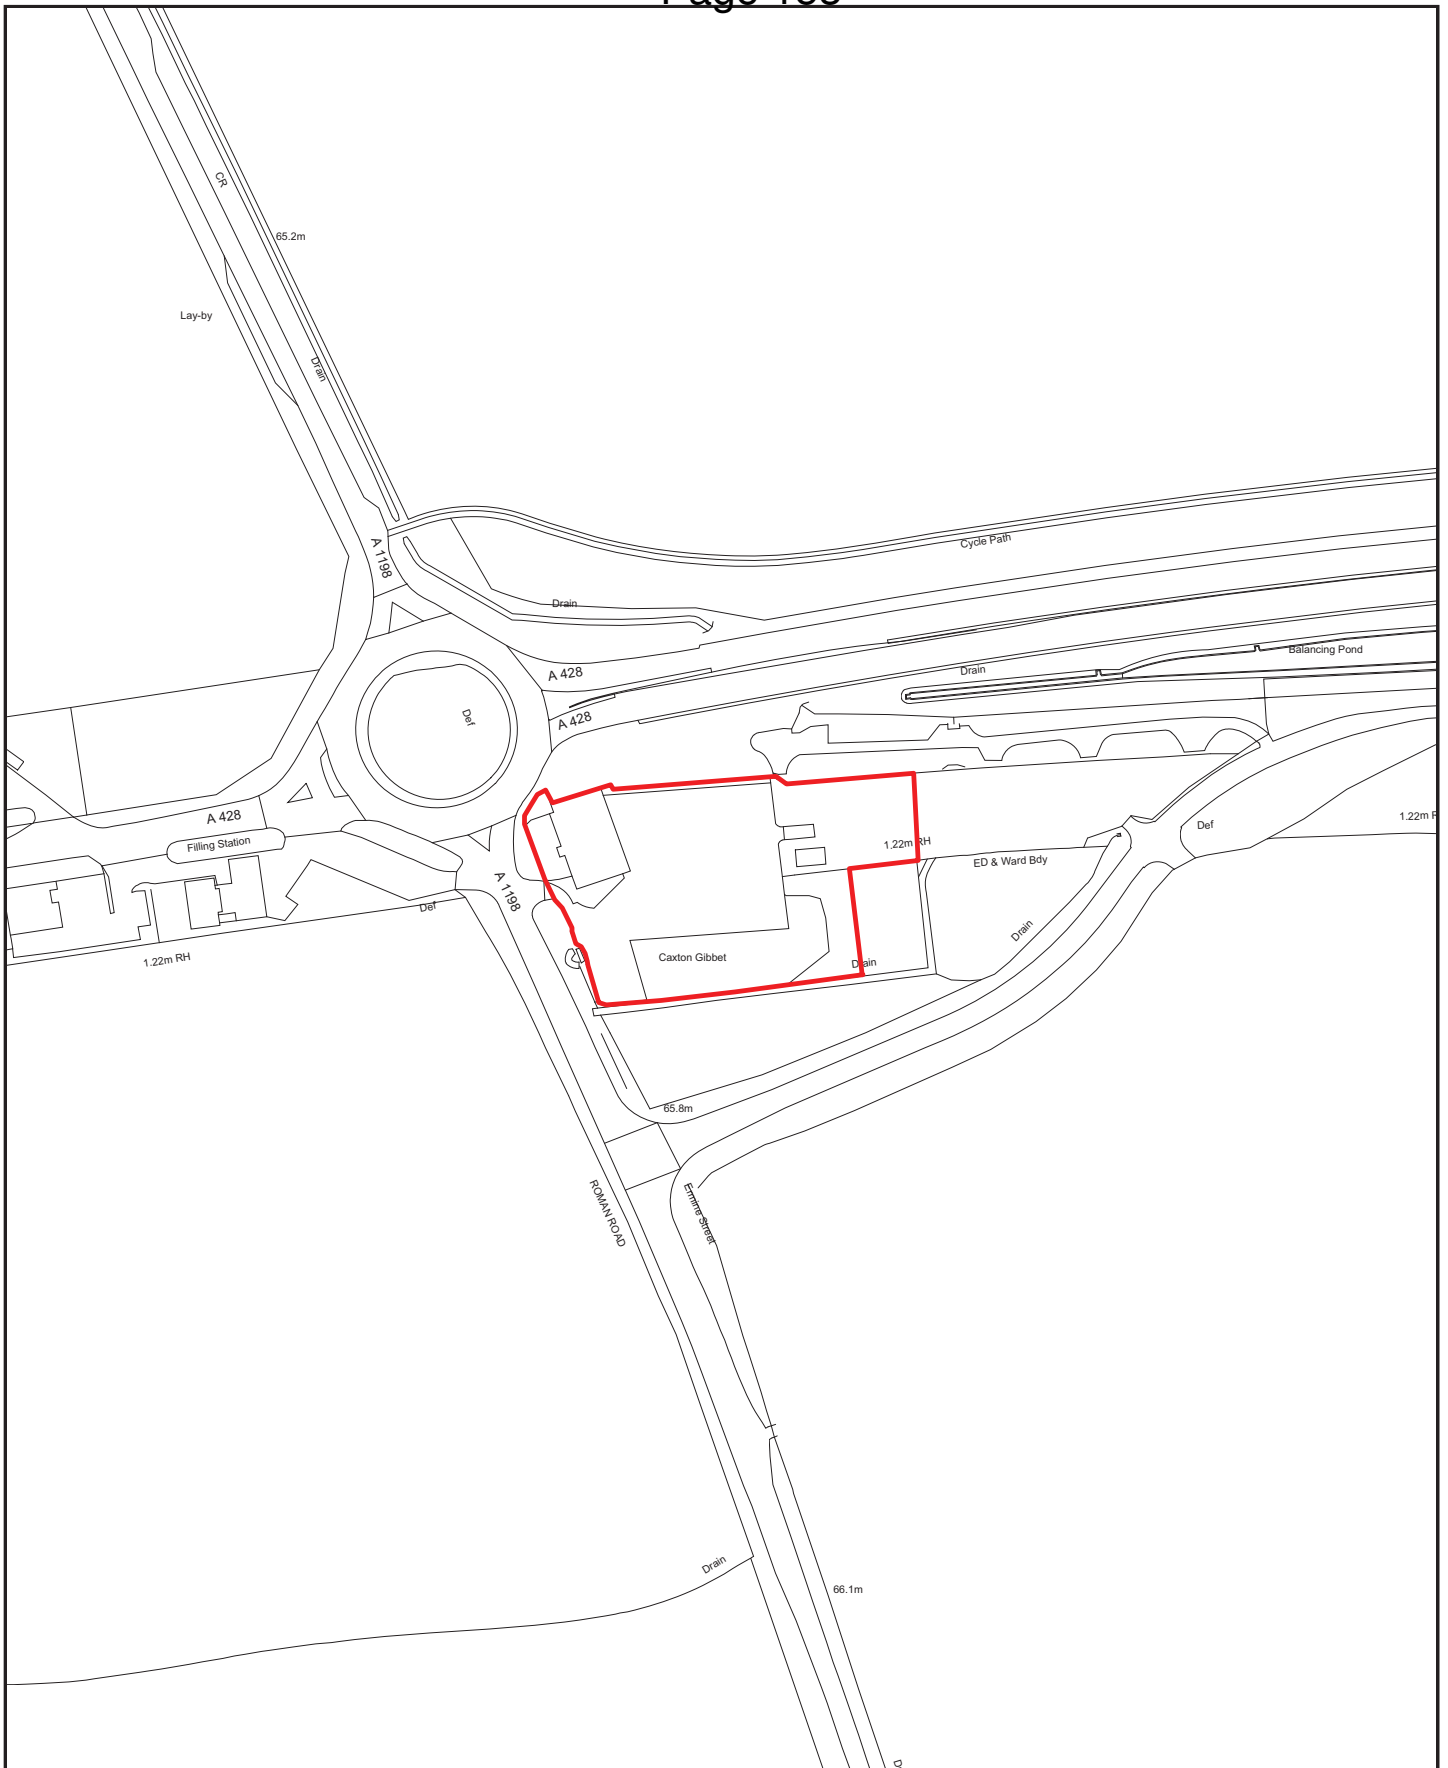 CR
65.2m
Lay-by
Drain
A 1198
Cycle Path
Drain
A 428
Balancing Pond
Drain
Def
A 428
A 428
Filling Station
1.22m RH
ED & Ward Bdy
Def
1.22m R
A 1198
Def
Drain
1.22m RH
Caxton Gibbet
Drain
65.8m
ROMAN ROAD
Ermine Street
Drain
66.1m